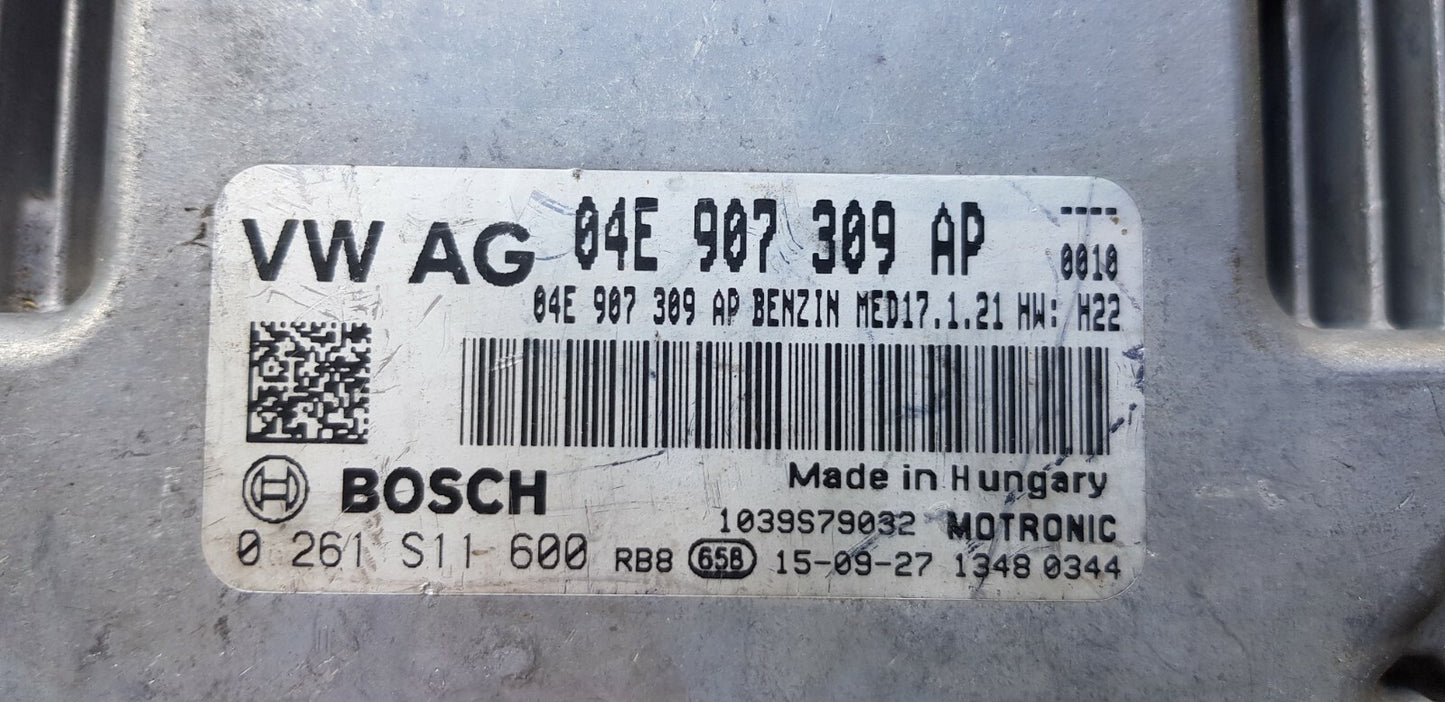 VW AG 04E 907 309 AP ----
0010
04E 907 309 AP BENZIN MED17.1.21 HW: H22
Made in Hungary
BOSCH
1039S79032 MOTRONIC
0 261 S11 600 RB8 658 15-09-27 1348 0344